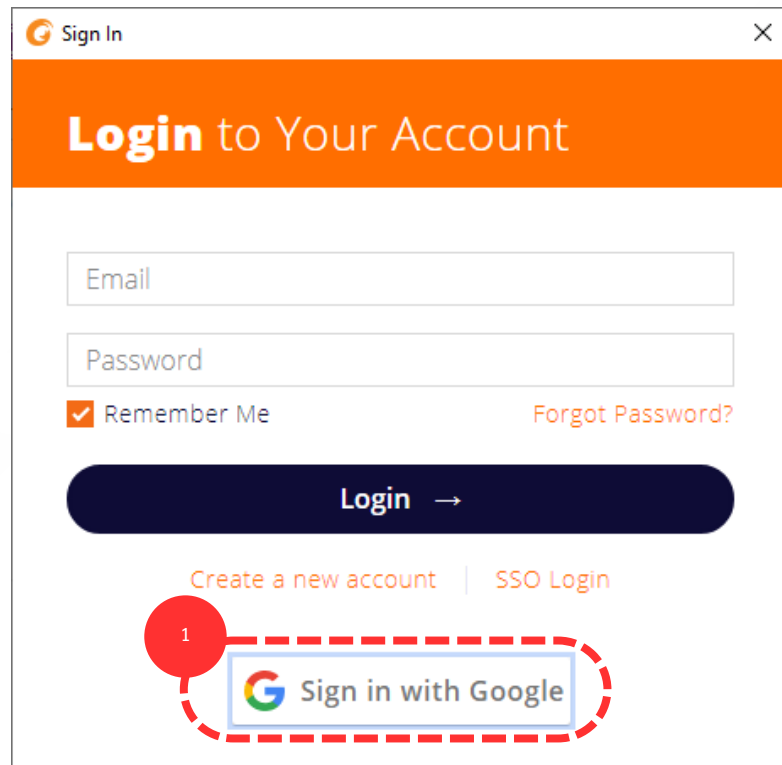 Sign In
Login to Your Account
Email
Password
Remember Me
Forgot Password?
Login →
Create a new account
SSO Login
1
Sign in with Google